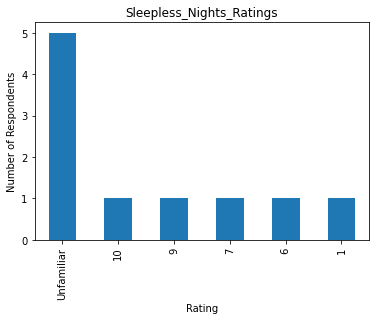 Sleepless_Nights_Ratings
Number of Respondents
5
4
3
2
1
0
Unfamiliar
10
9
7
6
1
Rating